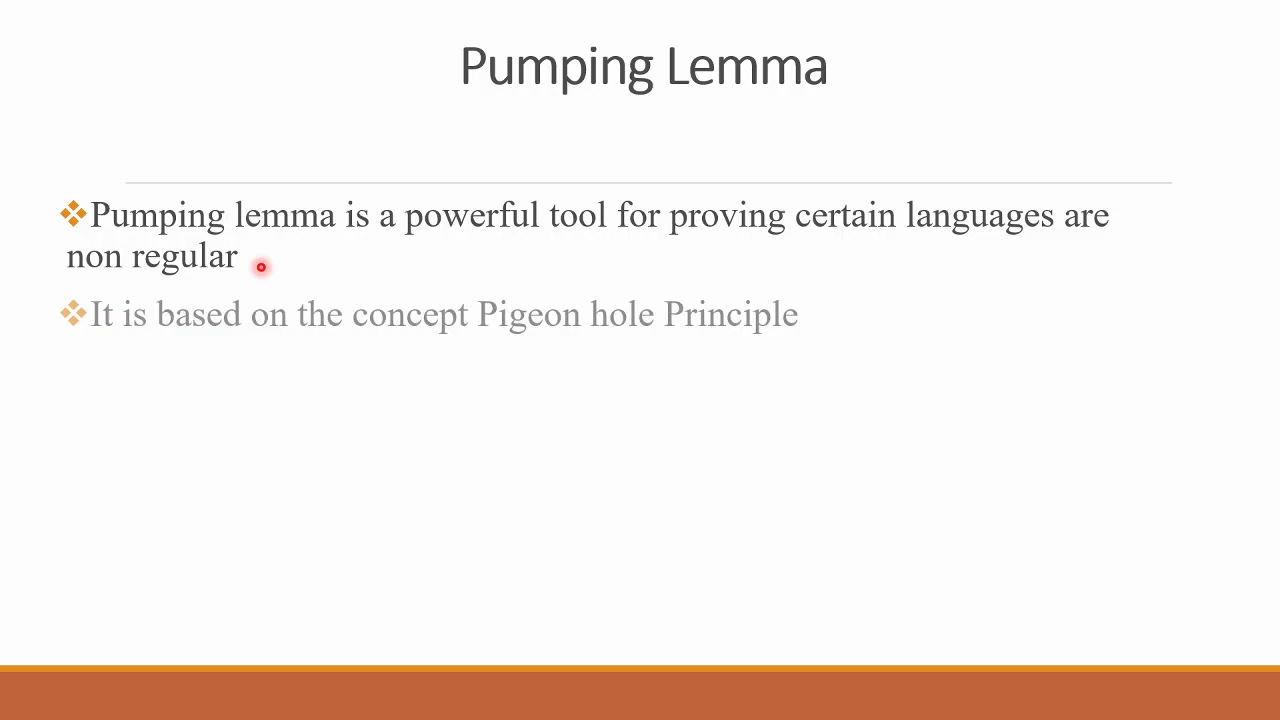 Pumping Lemma
Pumping lemma is a powerful tool for proving certain languages are
non regular
It is based on the concept Pigeon hole Principle